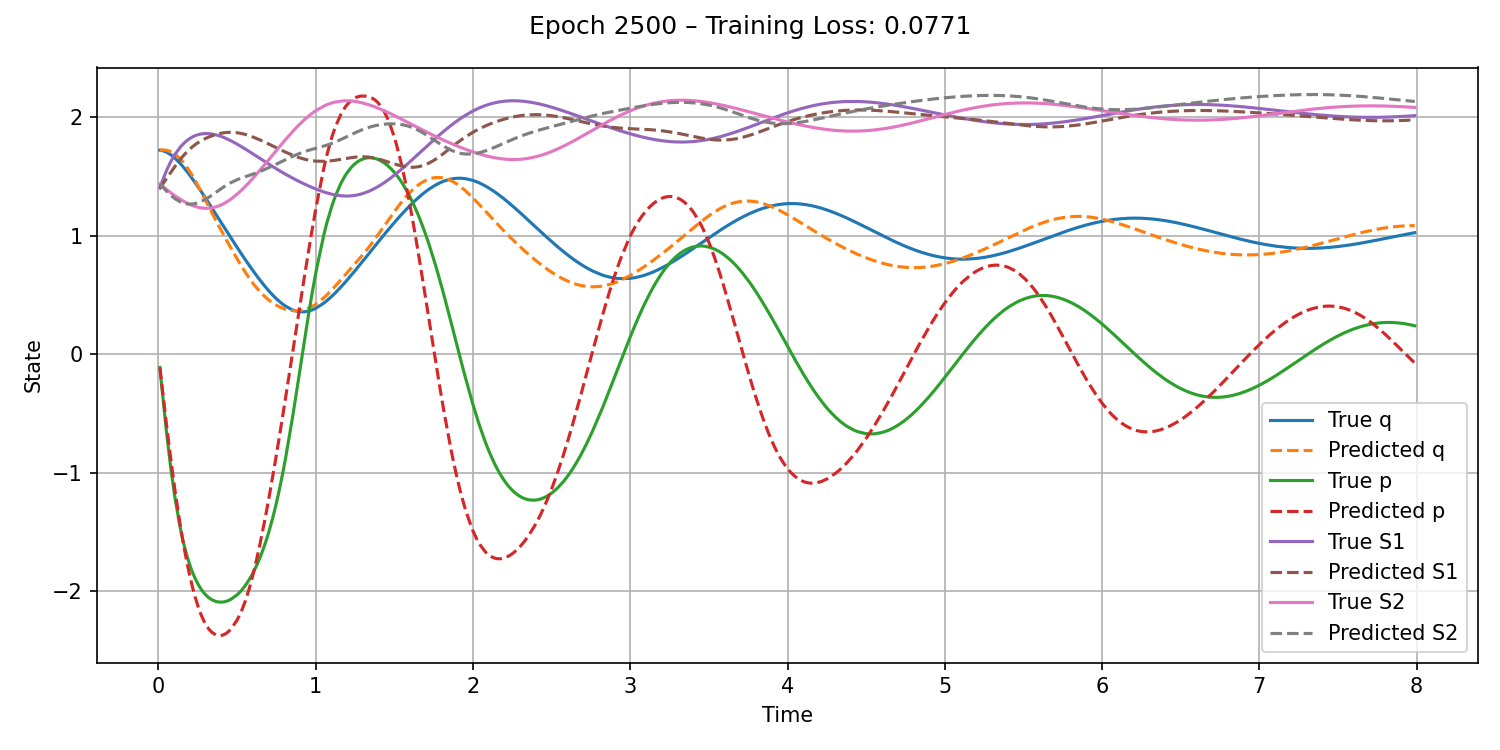 Epoch 2500 – Training Loss: 0.0771
State
2
1
0
−1
−2
0 1 2 3 4 5 6 7 8
Time
True q
Predicted q
True p
Predicted p
True S1
Predicted S1
True S2
Predicted S2